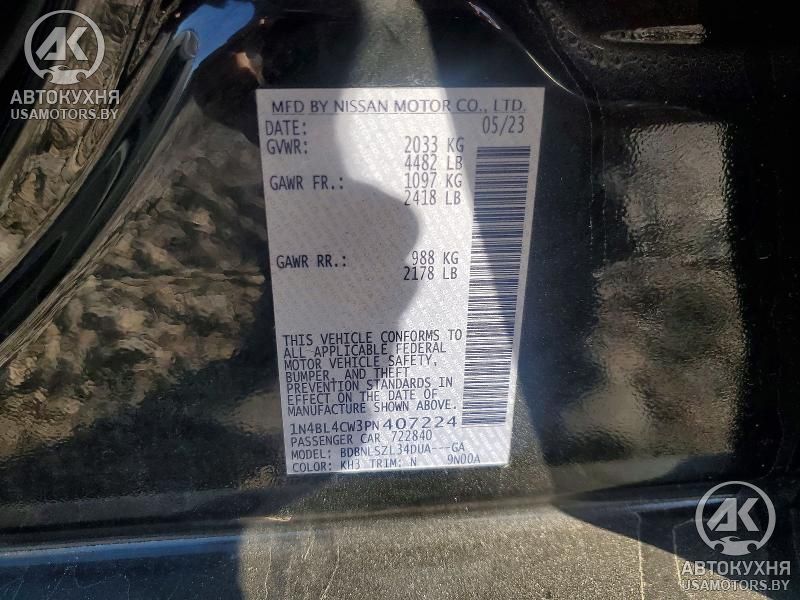 АК
АВТОКУХНЯ
USAMOTORS.BY
MFD BY NISSAN MOTOR CO., LTD.
DATE: 05/23
GVWR: 2033 KG
4482 LB
GAWR FR.: 1097 KG
2418 LB
GAWR RR.: 988 KG
2178 LB
THIS VEHICLE CONFORMS TO
ALL APPLICABLE FEDERAL
MOTOR VEHICLE SAFETY,
BUMPER, AND THEFT
PREVENTION STANDARDS IN
EFFECT ON THE DATE OF
MANUFACTURE SHOWN ABOVE.
1N4BL4CW3PN407224
PASSENGER CAR 722840
MODEL: BDBNLSZL34DUA---GA
COLOR: KH3 TRIM: N 9N00A
АК
АВТОКУХНЯ
USAMOTORS.BY